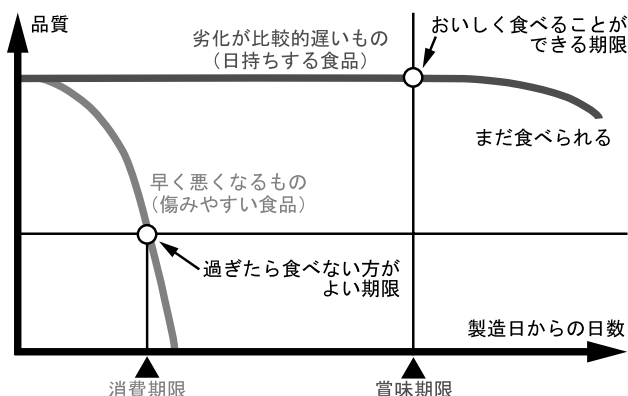 品質
劣化が比較的遅いもの
（日持ちする食品）
おいしく食べることが
できる期限
まだ食べられる
早く悪くなるもの
（傷みやすい食品）
過ぎたら食べない方が
よい期限
製造日からの日数
消費期限
賞味期限